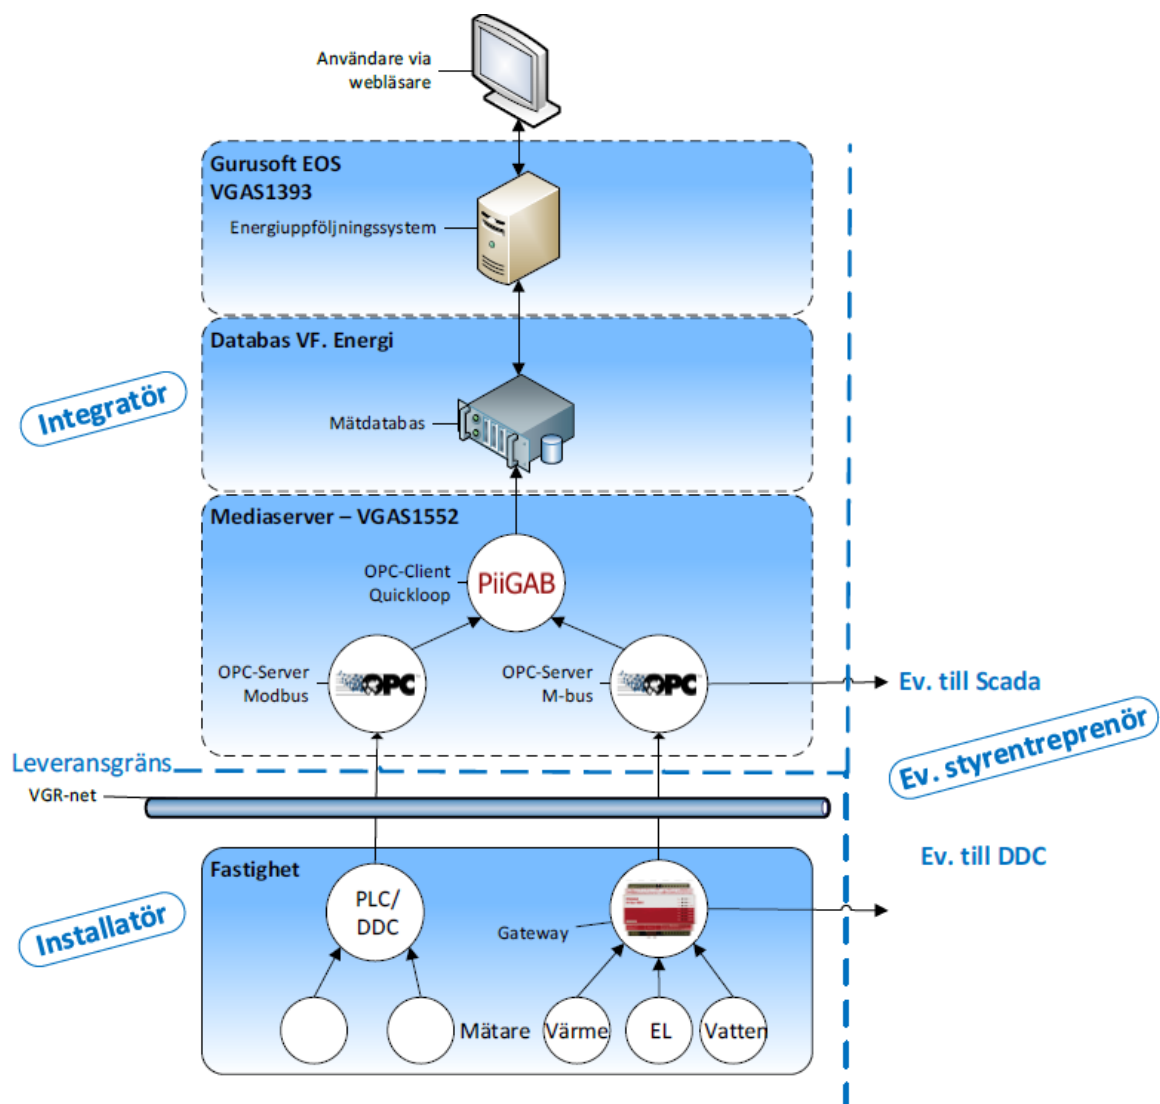 Användare via
webläsare
Gurusoft EOS
VGAS1393
Energiuppföljningssystem
Databas VF. Energi
Integratör
Mätdatabas
Mediaserver – VGAS1552
OPC-Client
Quickloop
PiiGAB
OPC-Server
Modbus
OPC
OPC-Server
M-bus
OPC
Ev. till Scada
Ev. styrentreprenör
Leveransgräns
VGR-net
Ev. till DDC
Fastighet
PLC/
DDC
Installatör
Gateway
Mätare
Värme
EL
Vatten